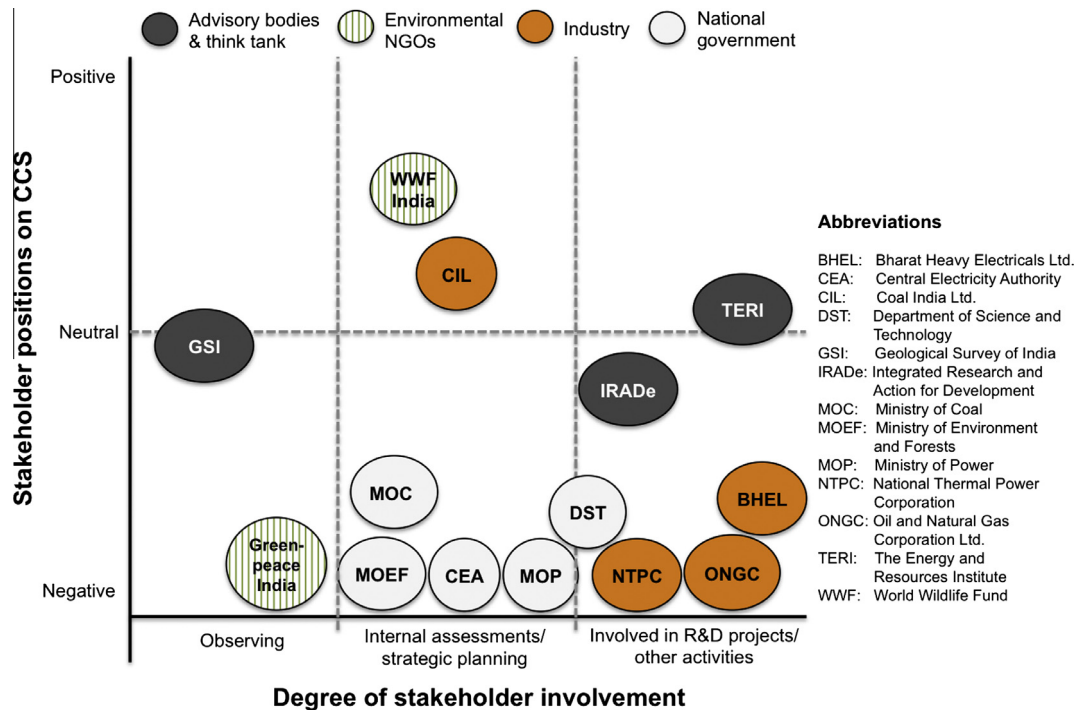 Advisory bodies
& think tank
Environmental
NGOs
Industry
National
government
Positive
Neutral
Negative
Stakeholder positions on CCS
WWF
India
CIL
TERI
GSI
IRADe
MOC
BHEL
DST
Green-
peace
India
MOEF
CEA
MOP
NTPC
ONGC
Observing
Internal assessments/
strategic planning
Involved in R&D projects/
other activities
Degree of stakeholder involvement
Abbreviations
BHEL: Bharat Heavy Electricals Ltd.
CEA: Central Electricity Authority
CIL: Coal India Ltd.
DST: Department of Science and
Technology
GSI: Geological Survey of India
IRADe: Integrated Research and
Action for Development
MOC: Ministry of Coal
MOEF: Ministry of Environment
and Forests
MOP: Ministry of Power
NTPC: National Thermal Power
Corporation
ONGC: Oil and Natural Gas
Corporation Ltd.
TERI: The Energy and
Resources Institute
WWF: World Wildlife Fund